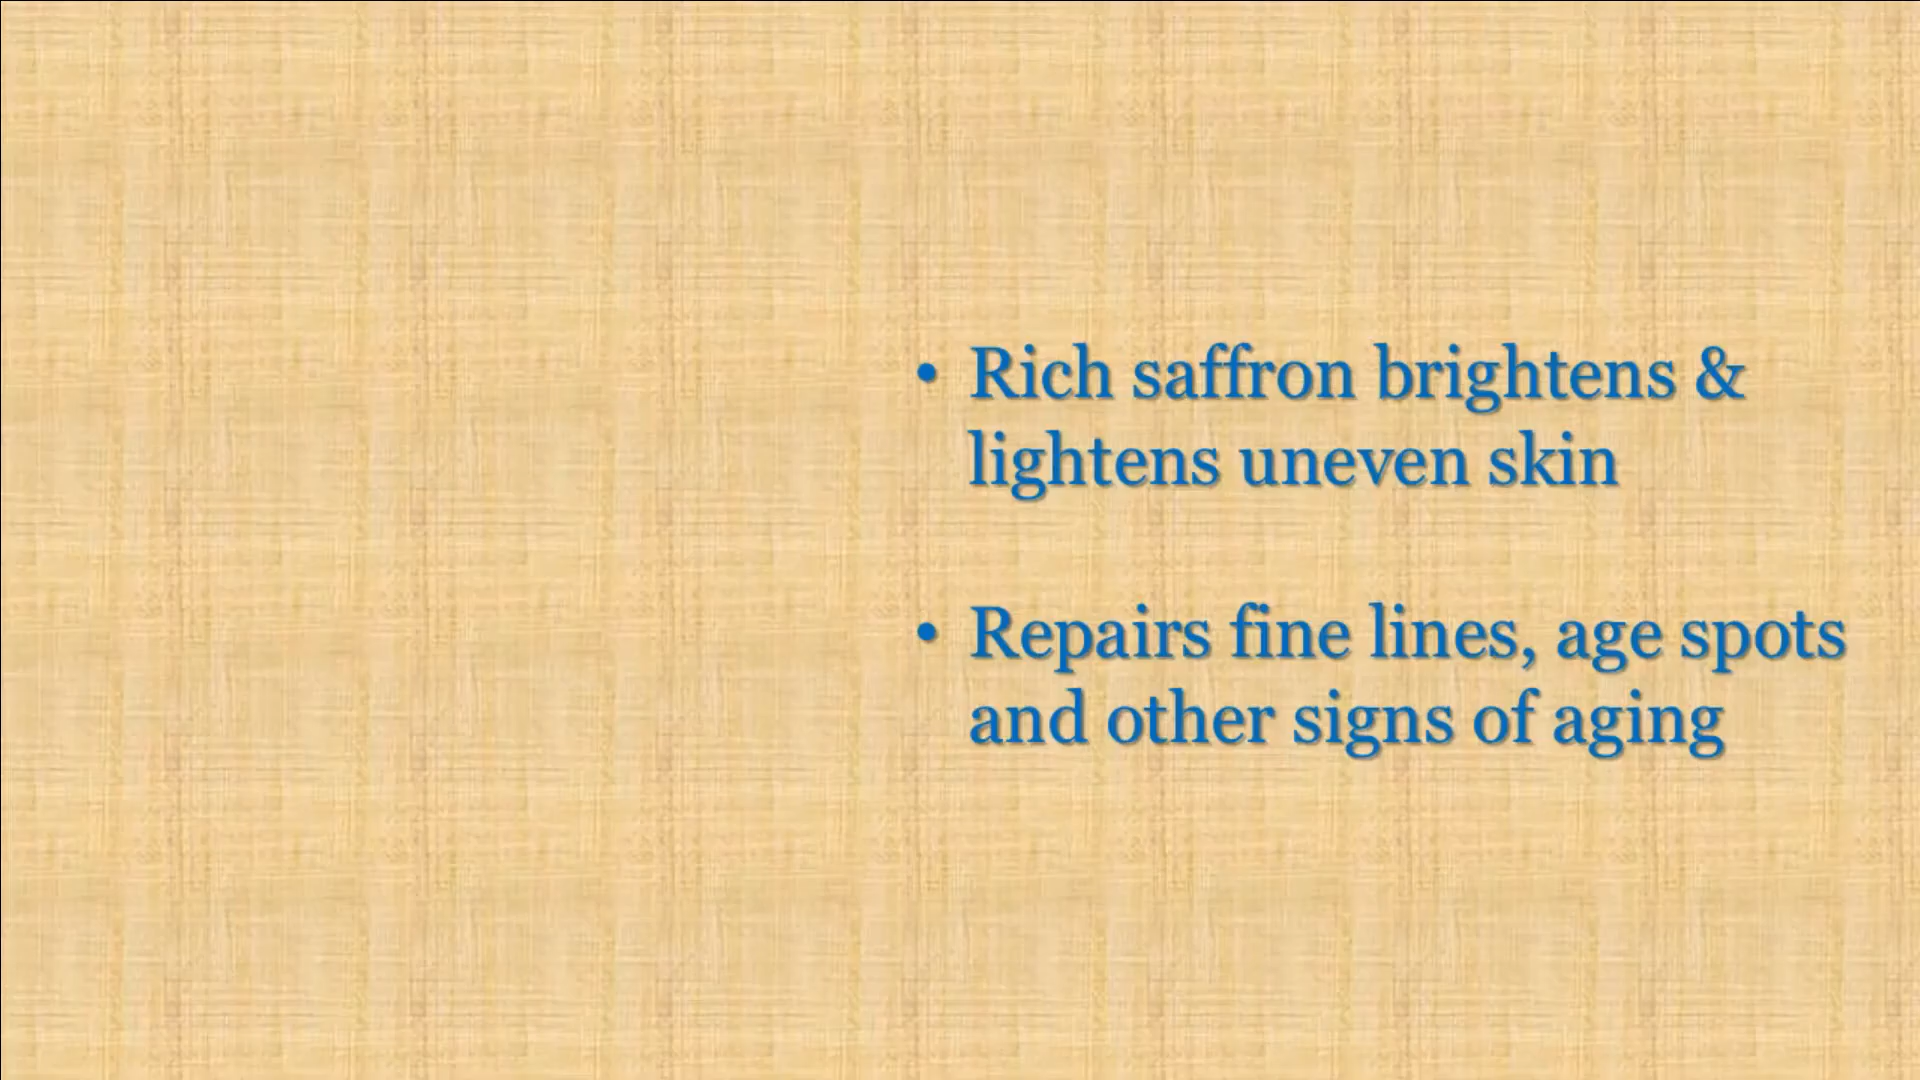 • Rich saffron brightens &
lightens uneven skin
• Repairs fine lines, age spots
and other signs of aging